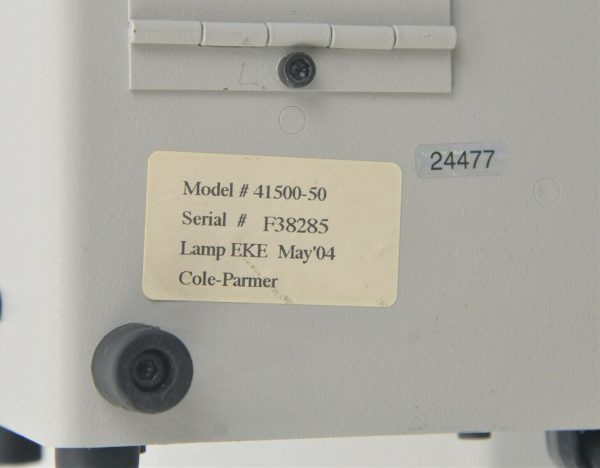 24477
Model # 41500-50
Serial # F38285
Lamp EKE May'04
Cole-Parmer